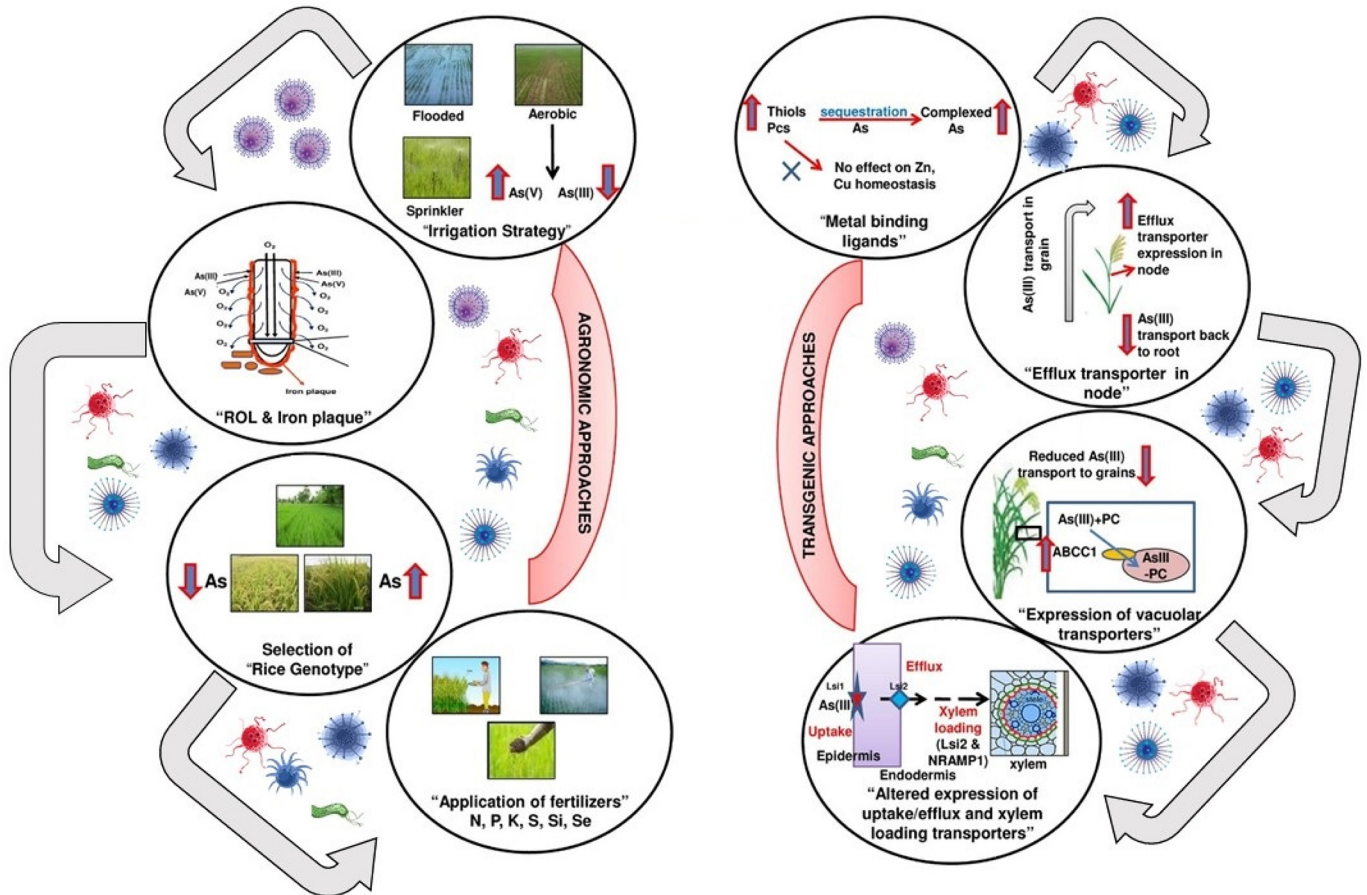 Flooded
Aerobic
Sprinkler
As(V)
As(III)
“Irrigation Strategy”
O₂
As(III)
As(V)
As(III)
As(V)
O₂
O₂
O₂
O₂
O₂
O₂
O₂
O₂
O₂
O₂
Iron plaque
“ROL & Iron plaque”
As
As
Selection of
“Rice Genotype”
“Application of fertilizers”
N, P, K, S, Si, Se
AGRONOMIC APPROACHES
Thiols
Pcs
sequestration
As
Complexed
As
No effect on Zn,
Cu homeostasis
“Metal binding
ligands”
As(III) transport in
grain
Efflux
transporter
expression in
node
As(III)
transport back
to root
“Efflux transporter in
node”
Reduced As(III)
transport to grains
As(III)+PC
ABCC1
AsIII
-PC
“Expression of vacuolar
transporters”
Efflux
Lsi1
Lsi2
As(III
Uptake
Xylem
loading
(Lsi2 &
NRAMP1)
stele
xylem
Epidermis
Endodermis
“Altered expression of
uptake/efflux and xylem
loading transporters”
TRANSGENIC APPROACHES